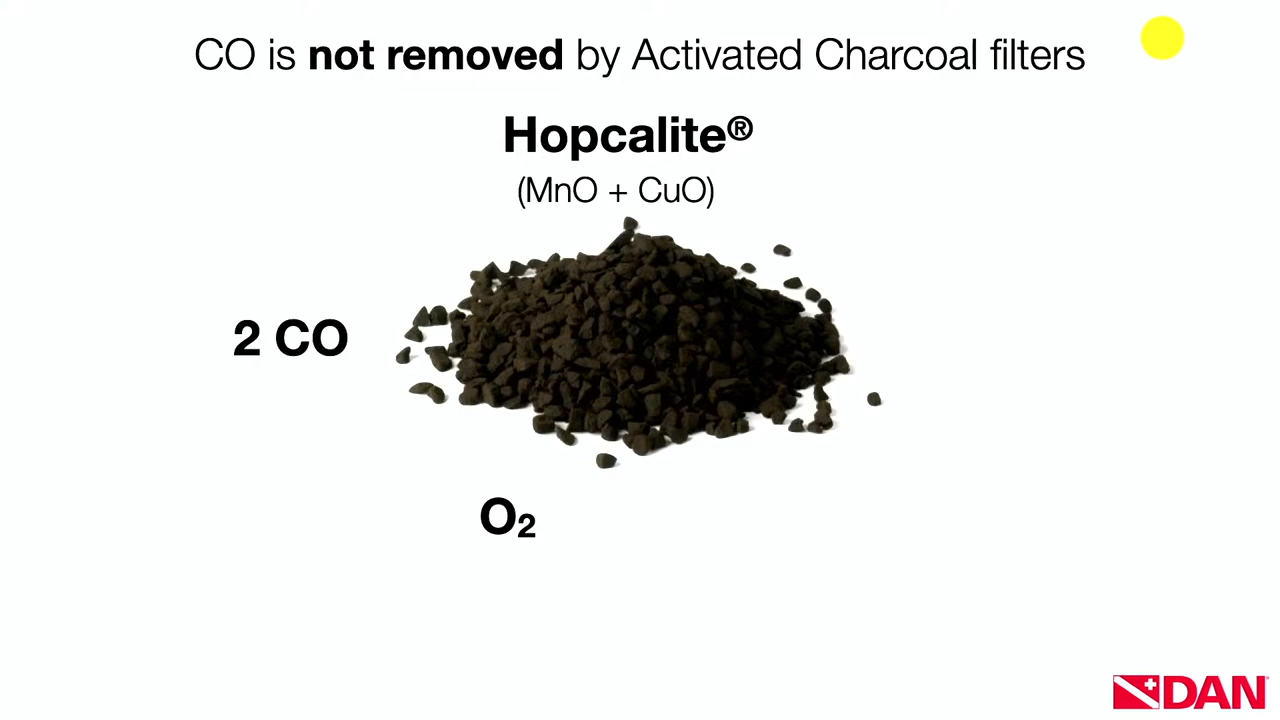 CO is not removed by Activated Charcoal filters
Hopcalite®
(MnO + CuO)
2 CO
O₂
DAN